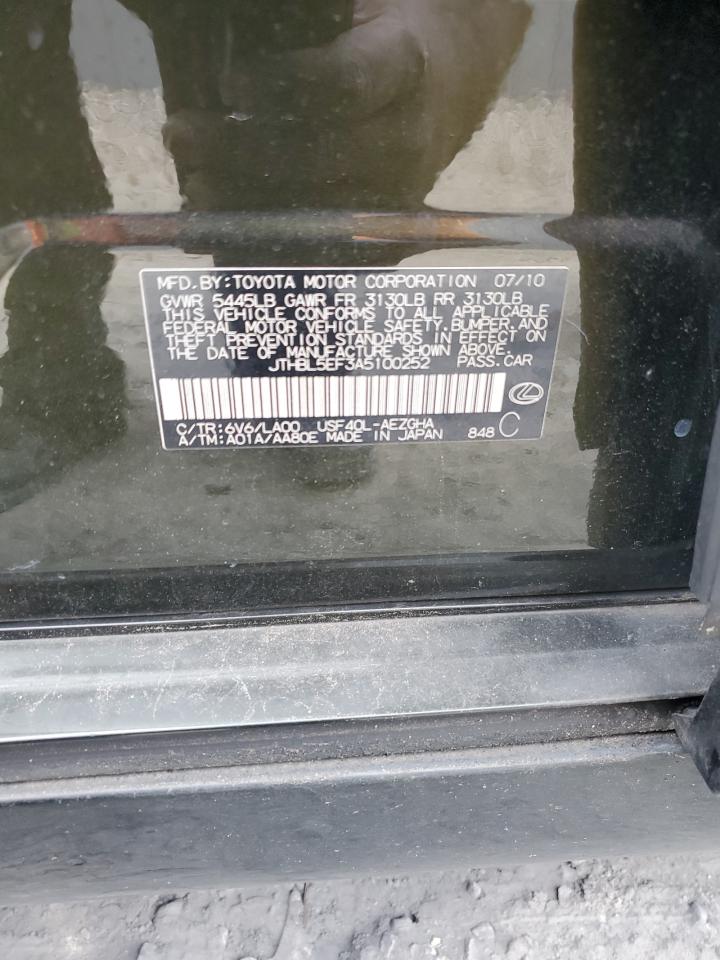 MFD.BY:TOYOTA MOTOR CORPORATION 07/10
GVWR 5445LB GAWR FR 3130LB RR 3130LB
THIS VEHICLE CONFORMS TO ALL APPLICABLE
FEDERAL MOTOR VEHICLE SAFETY,BUMPER,AND
THEFT PREVENTION STANDARDS IN EFFECT ON
THE DATE OF MANUFACTURE SHOWN ABOVE.
JTHBL5EF3A5100252 PASS.CAR
C/TR:6V6/LA00 USF40L-AEZGHA
A/TM:A01A/AA80E MADE IN JAPAN 848 C